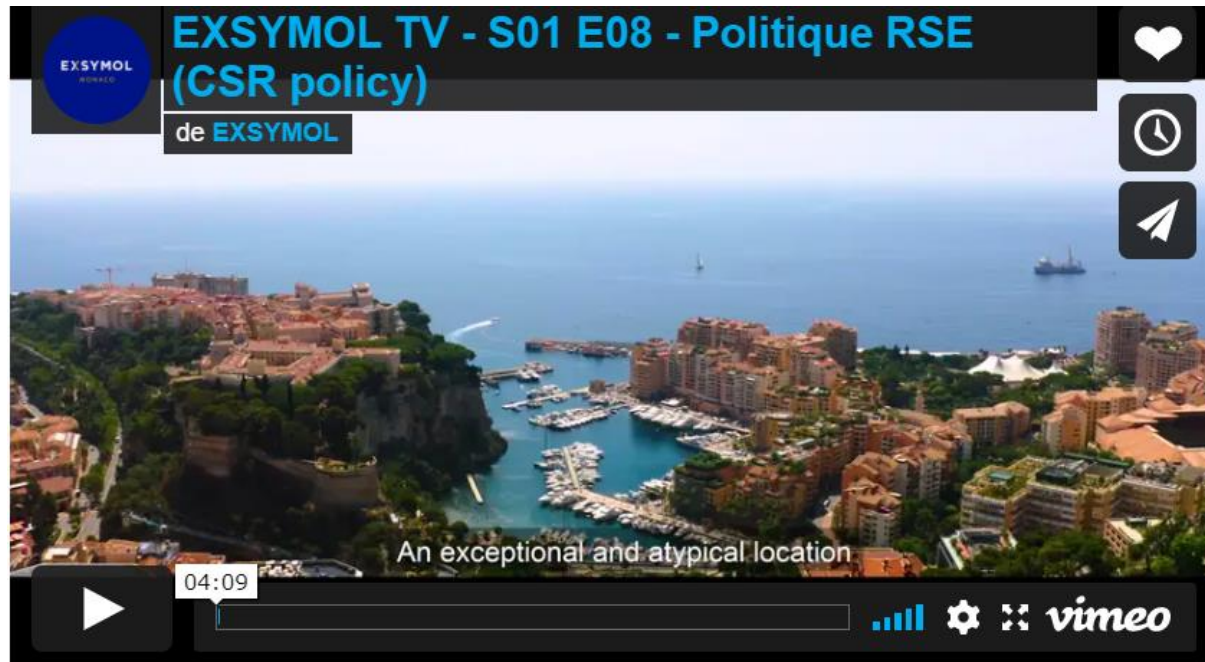 EXSYMOL
MONACO
EXSYMOL TV - S01 E08 - Politique RSE
(CSR policy)
de EXSYMOL
An exceptional and atypical location
04:09
vimeo